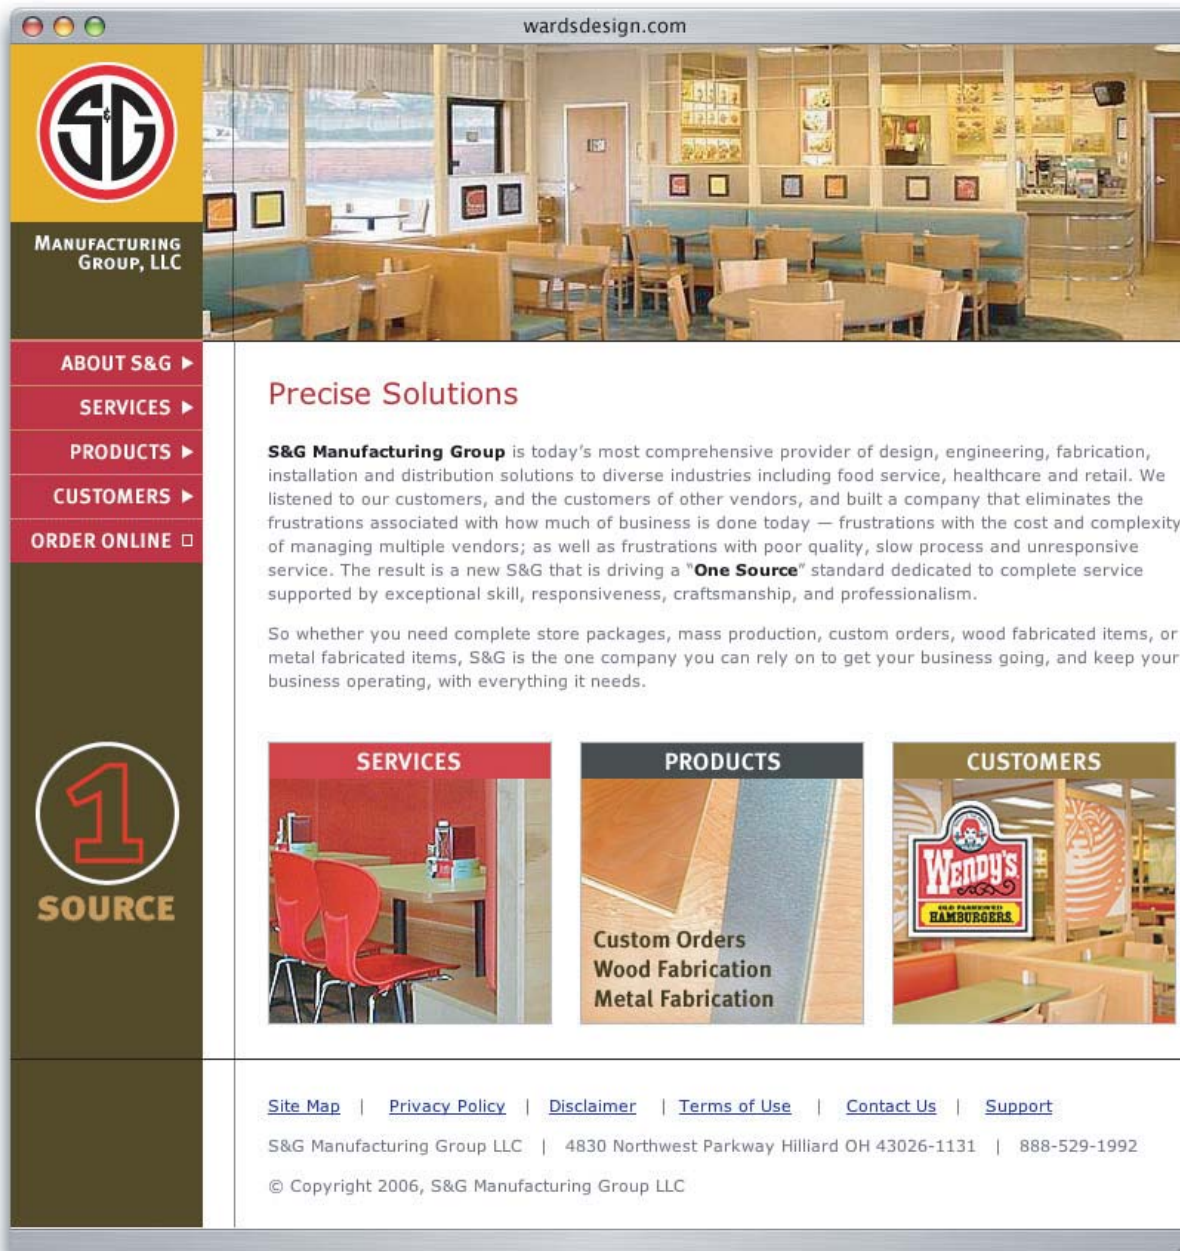 wardsdesign.com
S&G
MANUFACTURING
GROUP, LLC
ABOUT S&G
SERVICES
PRODUCTS
CUSTOMERS
ORDER ONLINE
1
SOURCE
Precise Solutions
S&G Manufacturing Group is today's most comprehensive provider of design, engineering, fabrication,
installation and distribution solutions to diverse industries including food service, healthcare and retail. We
listened to our customers, and the customers of other vendors, and built a company that eliminates the
frustrations associated with how much of business is done today — frustrations with the cost and complexity
of managing multiple vendors; as well as frustrations with poor quality, slow process and unresponsive
service. The result is a new S&G that is driving a "One Source" standard dedicated to complete service
supported by exceptional skill, responsiveness, craftsmanship, and professionalism.
So whether you need complete store packages, mass production, custom orders, wood fabricated items, or
metal fabricated items, S&G is the one company you can rely on to get your business going, and keep your
business operating, with everything it needs.
SERVICES
PRODUCTS
Custom Orders
Wood Fabrication
Metal Fabrication
CUSTOMERS
WENDY'S
OLD FASHIONED
HAMBURGERS.
Site Map | Privacy Policy | Disclaimer | Terms of Use | Contact Us | Support
S&G Manufacturing Group LLC | 4830 Northwest Parkway Hilliard OH 43026-1131 | 888-529-1992
© Copyright 2006, S&G Manufacturing Group LLC